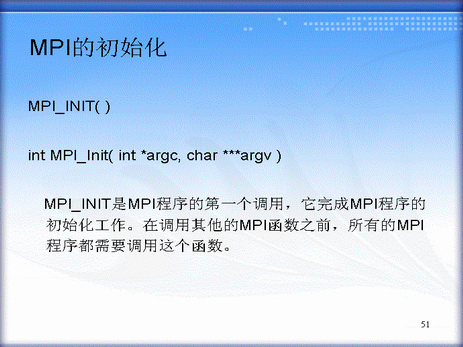 MPI的初始化
MPI_INIT( )
int MPI_Init( int *argc, char ***argv )
MPI_INIT是MPI程序的第一个调用，它完成MPI程序的
初始化工作。在调用其他的MPI函数之前，所有的MPI
程序都需要调用这个函数。
51